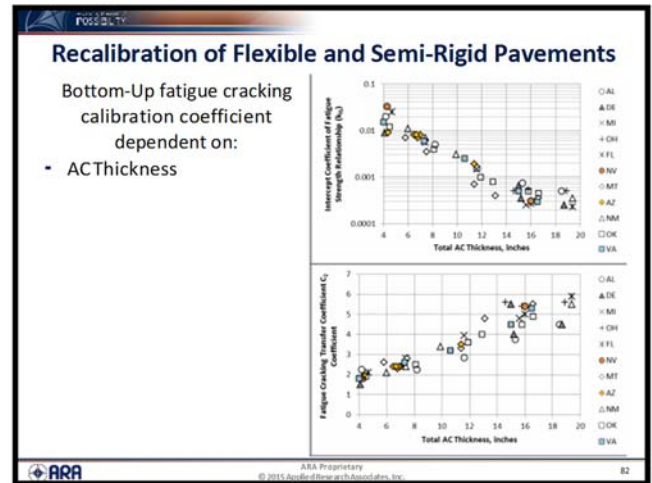 POSSIBILITY
Recalibration of Flexible and Semi-Rigid Pavements
Bottom-Up fatigue cracking
calibration coefficient
dependent on:
- AC Thickness
Intercept Coefficient of Fatigue
Strength Relationship (kf1)
0.1
0.01
0.001
0.0001
4 6 8 10 12 14 16 18 20
Total AC Thickness, Inches
AL
DE
MI
OH
FL
NV
MT
AZ
NM
OK
VA
Fatigue Cracking Transfer Coefficient C2
Coefficient
7
6
5
4
3
2
1
0
4 6 8 10 12 14 16 18 20
Total AC Thickness, Inches
AL
DE
MI
OH
FL
NV
MT
AZ
NM
OK
VA
ARA
ARA Proprietary
© 2015 Applied Research Associates, Inc.
82